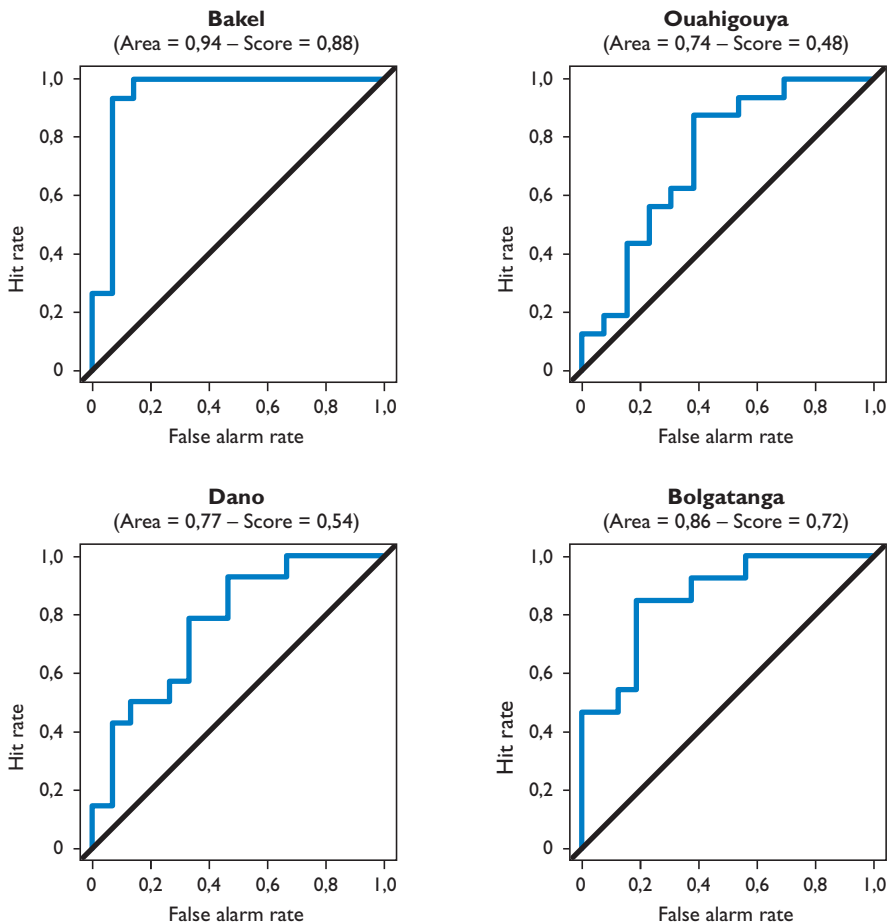 Bakel
(Area = 0,94 – Score = 0,88)
1,0
0,8
0,6
0,4
0,2
0
Hit rate
0 0,2 0,4 0,6 0,8 1,0
False alarm rate
Ouahigouya
(Area = 0,74 – Score = 0,48)
1,0
0,8
0,6
0,4
0,2
0
Hit rate
0 0,2 0,4 0,6 0,8 1,0
False alarm rate
Dano
(Area = 0,77 – Score = 0,54)
1,0
0,8
0,6
0,4
0,2
0
Hit rate
0 0,2 0,4 0,6 0,8 1,0
False alarm rate
Bolgatanga
(Area = 0,86 – Score = 0,72)
1,0
0,8
0,6
0,4
0,2
0
Hit rate
0 0,2 0,4 0,6 0,8 1,0
False alarm rate